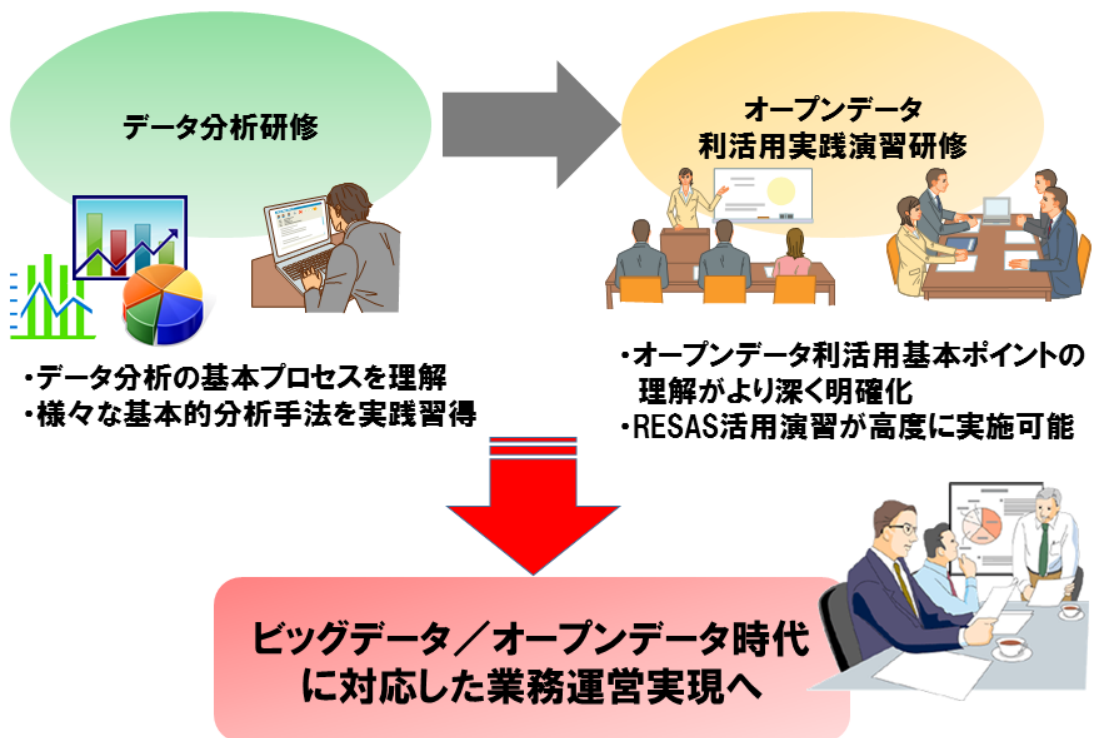 データ分析研修
オープンデータ
利活用実践演習研修
・データ分析の基本プロセスを理解
・様々な基本的分析手法を実践習得
・オープンデータ利活用基本ポイントの
理解がより深く明確化
・RESAS活用演習が高度に実施可能
ビッグデータ／オープンデータ時代
に対応した業務運営実現へ